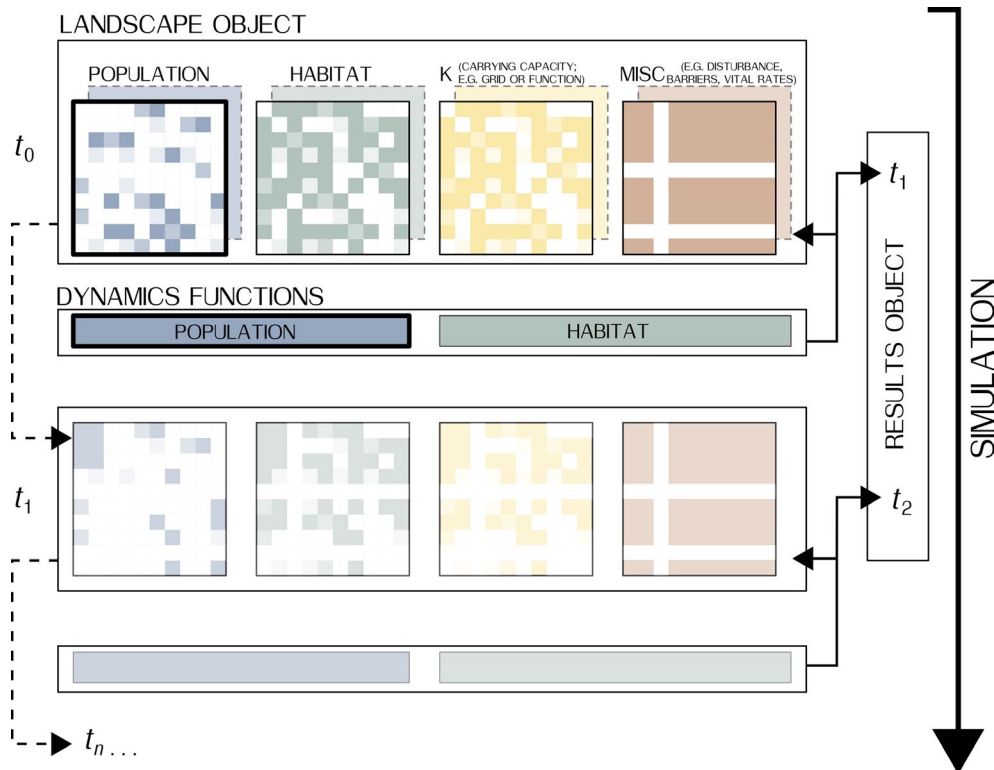 LANDSCAPE OBJECT
POPULATION
HABITAT
K (CARRYING CAPACITY;
E.G. GRID OR FUNCTION)
MISC (E.G. DISTURBANCE,
BARRIERS, VITAL RATES)
t0
t1
DYNAMICS FUNCTIONS
POPULATION
HABITAT
RESULTS OBJECT
SIMULATION
t1
t2
tn...